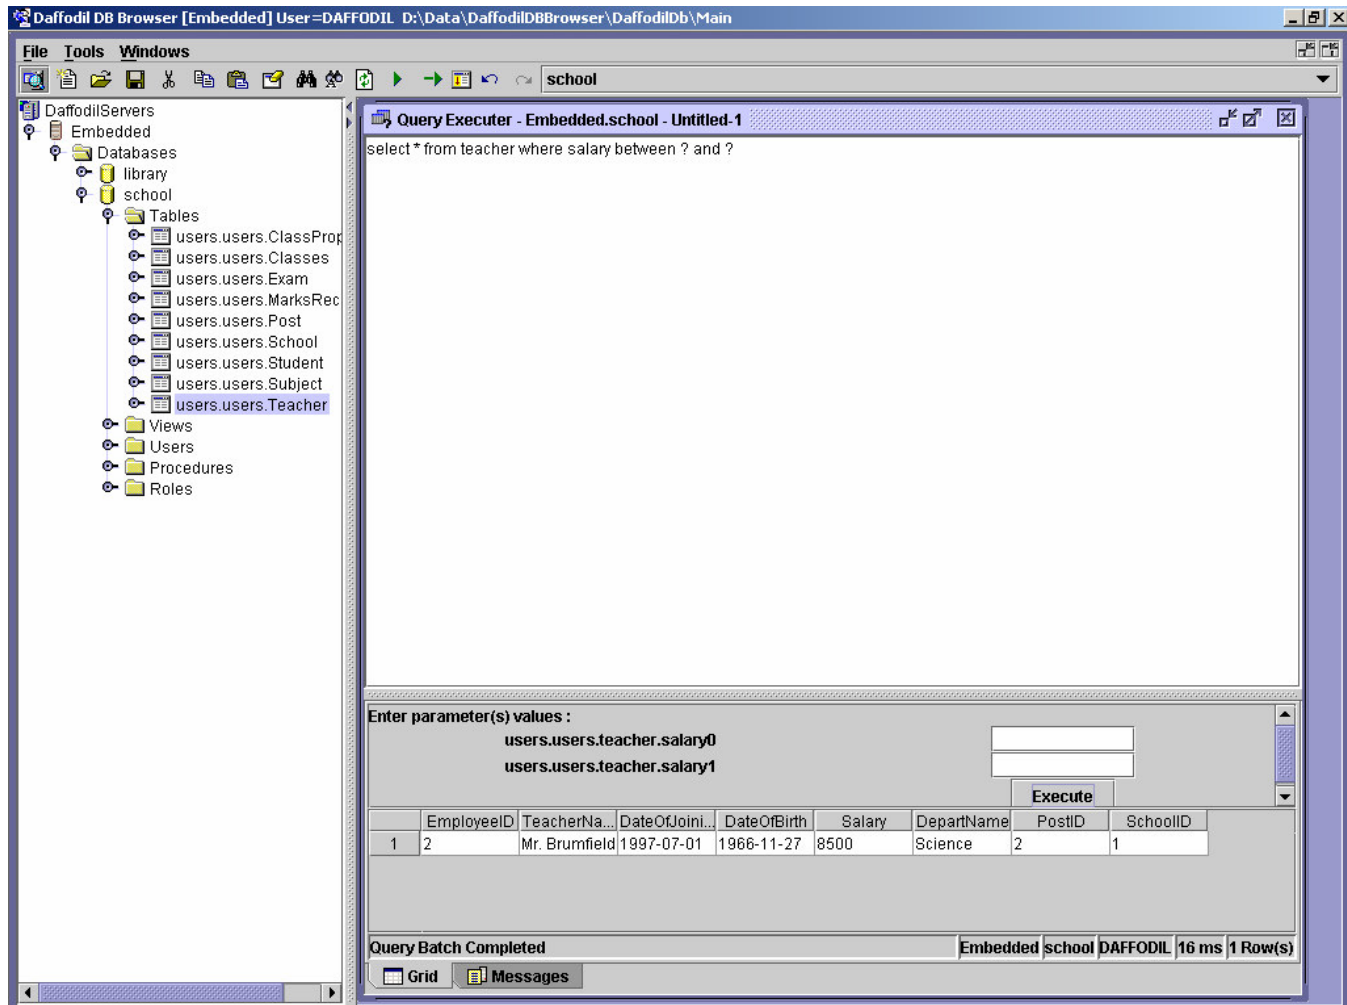 Daffodil DB Browser [Embedded] User=DAFFODIL D:\Data\DaffodilDBBrowser\DaffodilDb\Main
File Tools Windows
school
DaffodilServers
Embedded
Databases
library
school
Tables
users.users.ClassProp
users.users.Classes
users.users.Exam
users.users.MarksRec
users.users.Post
users.users.School
users.users.Student
users.users.Subject
users.users.Teacher
Views
Users
Procedures
Roles
Query Executer - Embedded.school - Untitled-1
select * from teacher where salary between ? and ?
Enter parameter(s) values :
users.users.teacher.salary0
users.users.teacher.salary1
Execute
EmployeeID TeacherNa... DateOfJoini... DateOfBirth Salary DepartName PostID SchoolID
1 2 Mr. Brumfield 1997-07-01 1966-11-27 8500 Science 2 1
Query Batch Completed Embedded school DAFFODIL 16 ms 1 Row(s)
Grid Messages